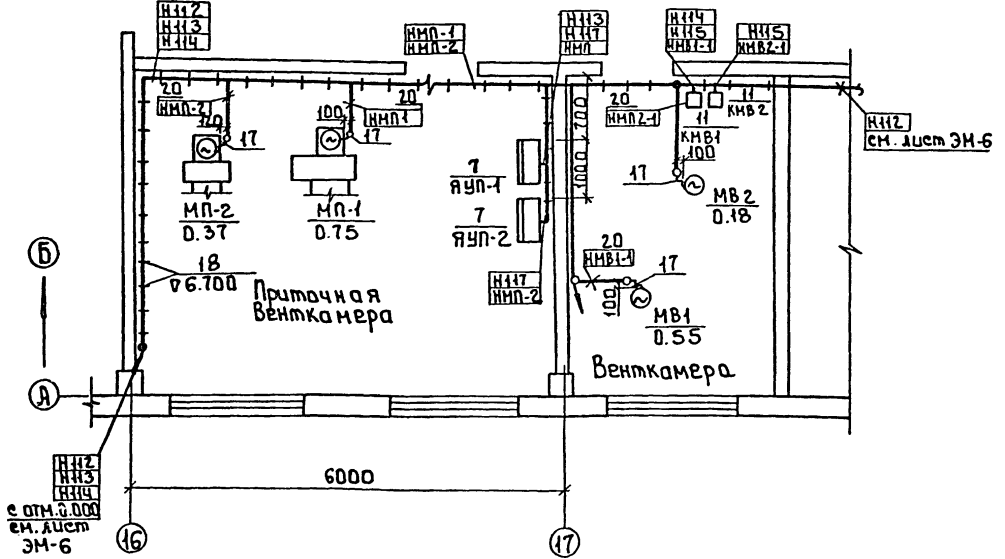 Н112
Н113
Н114
НМП-1
НМП-2
Н113
Н117
НМП
Н114
Н115
НМВ1-1
Н115
НМВ2-1
20
НМП-2
120
17
МП-2
0.37
100
20
НМП1
17
МП-1
0.75
7
ЯУП-1
7
ЯУП-2
700
1000
20
НМП2-1
11
КМВ1
11
КМВ2
100
17
МВ2
0.18
Н112
см. лист ЭМ-6
18
▽6.700
Приточная
Венткамера
Н117
НМП-2
20
НМВ1-1
17
100
МВ1
0.55
Венткамера
Б
А
Н112
Н113
Н114
с отм.0.000
см. лист
ЭМ-6
6000
16
17